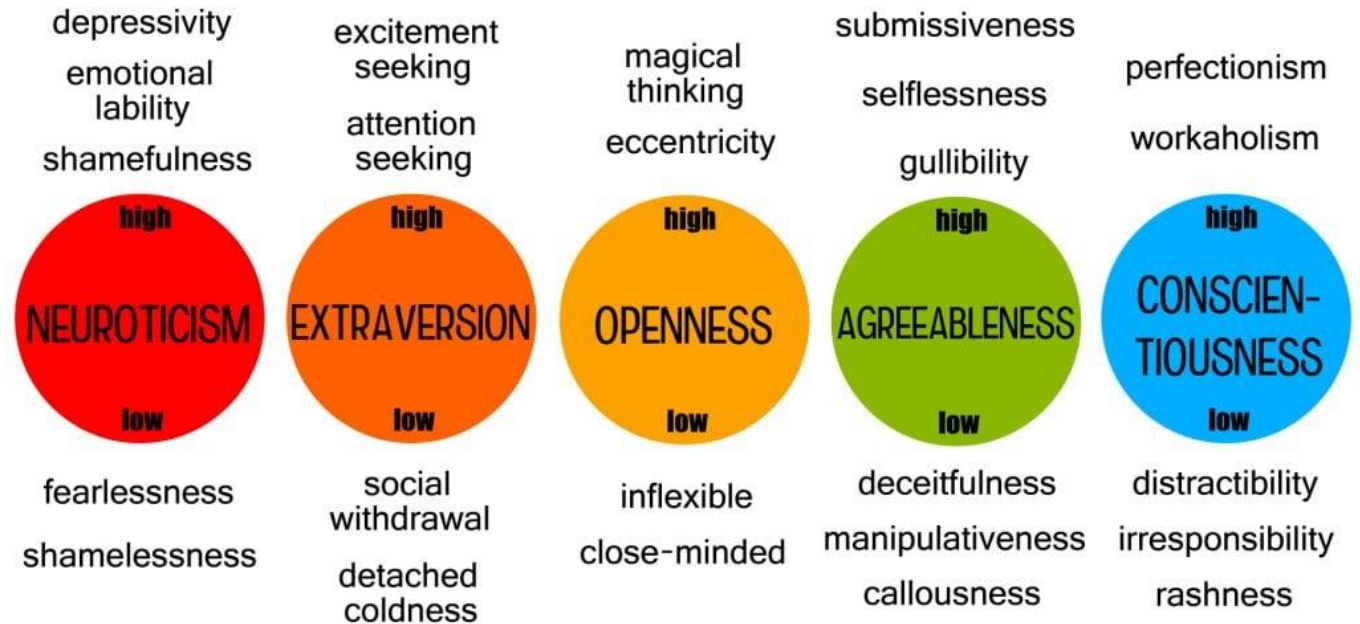 depressivity
emotional
lability
shamefulness
high
NEUROTICISM
low
fearlessness
shamelessness
excitement
seeking
attention
seeking
high
EXTRAVERSION
low
social
withdrawal
detached
coldness
magical
thinking
eccentricity
high
OPENNESS
low
inflexible
close-minded
submissiveness
selflessness
gullibility
high
AGREEABLENESS
low
deceitfulness
manipulativeness
callousness
perfectionism
workaholism
high
CONSCIEN-
TIOUSNESS
low
distractibility
irresponsibility
rashness